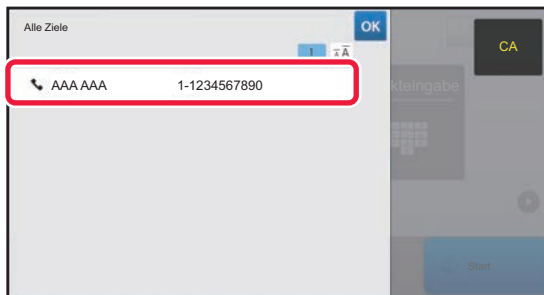 Alle Ziele
OK
CA
1
AAA AAA 1-1234567890
kteingabe
Start